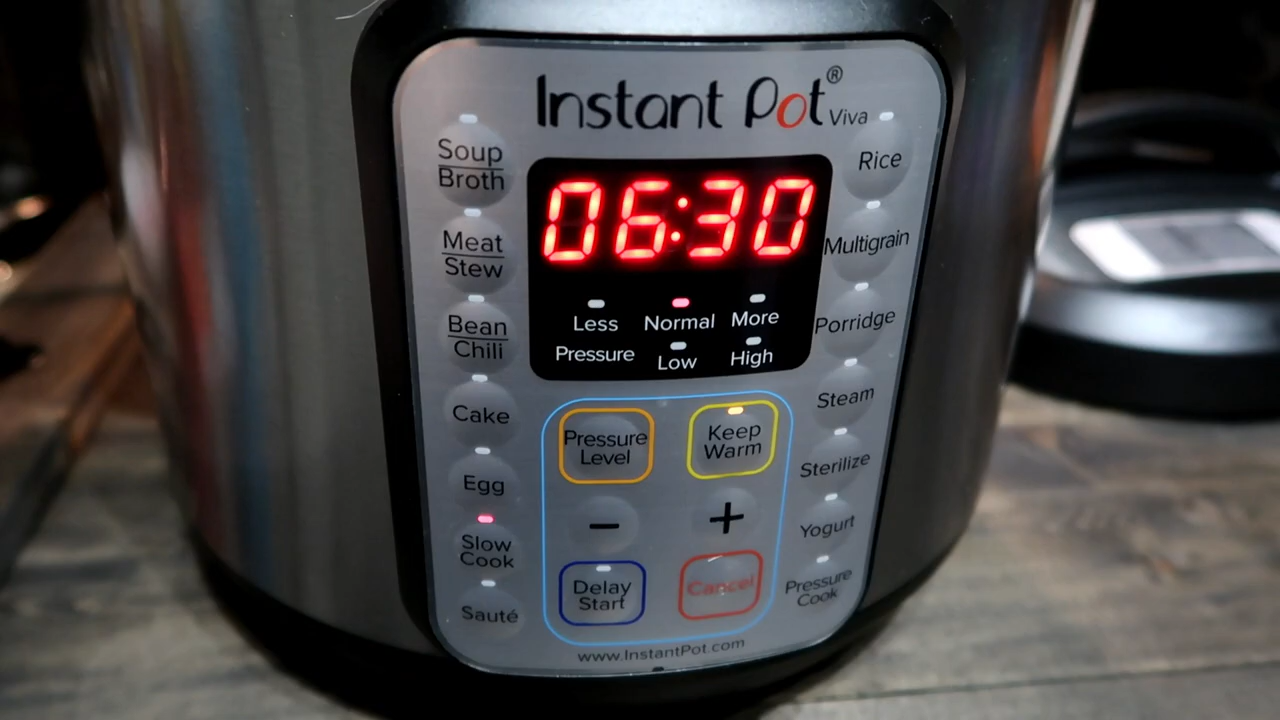 Instant Pot®
Viva
Soup
Broth
Meat
Stew
Bean
Chili
Cake
Egg
Slow
Cook
Sauté
06:30
Less Normal More
Pressure Low High
Pressure
Level
Keep
Warm
− +
Delay
Start
Cancel
Rice
Multigrain
Porridge
Steam
Sterilize
Yogurt
Pressure
Cook
www.InstantPot.com